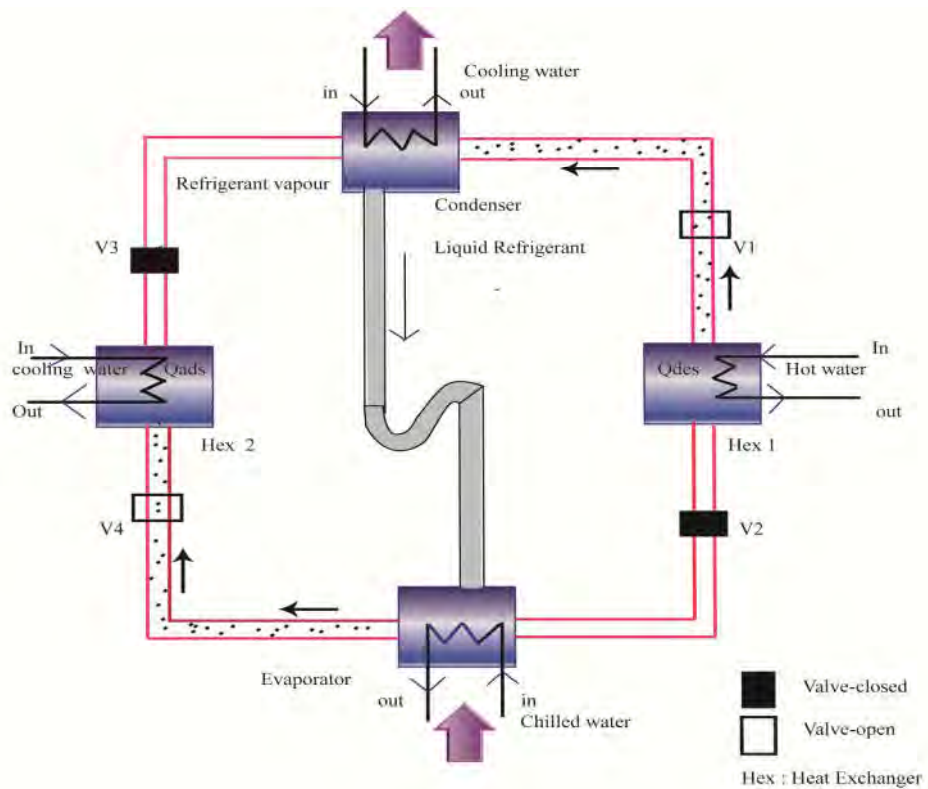 Cooling water
in
out
Refrigerant vapour
Condenser
V3
Liquid Refrigerant
V1
In
cooling water
Qads
Out
Hex 2
Qdes
In
Hot water
out
Hex 1
V4
V2
Evaporator
out
in
Chilled water
Valve-closed
Valve-open
Hex : Heat Exchanger